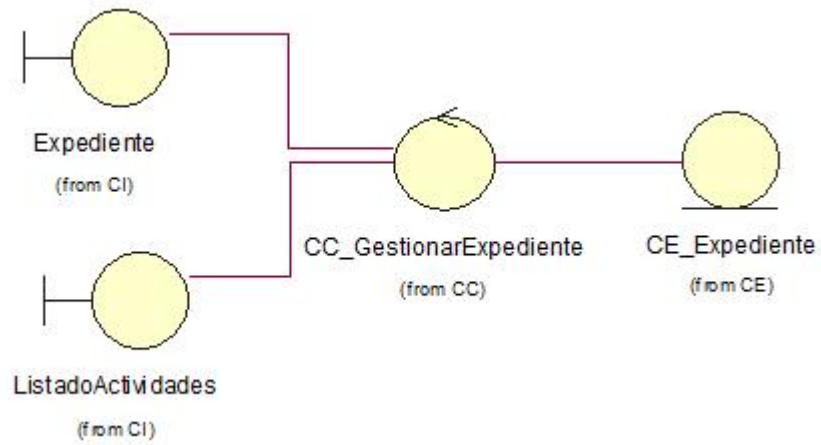 Expediente
(from CI)
CC_GestionarExpediente
(from CC)
CE_Expediente
(from CE)
ListadoActividades
(from CI)